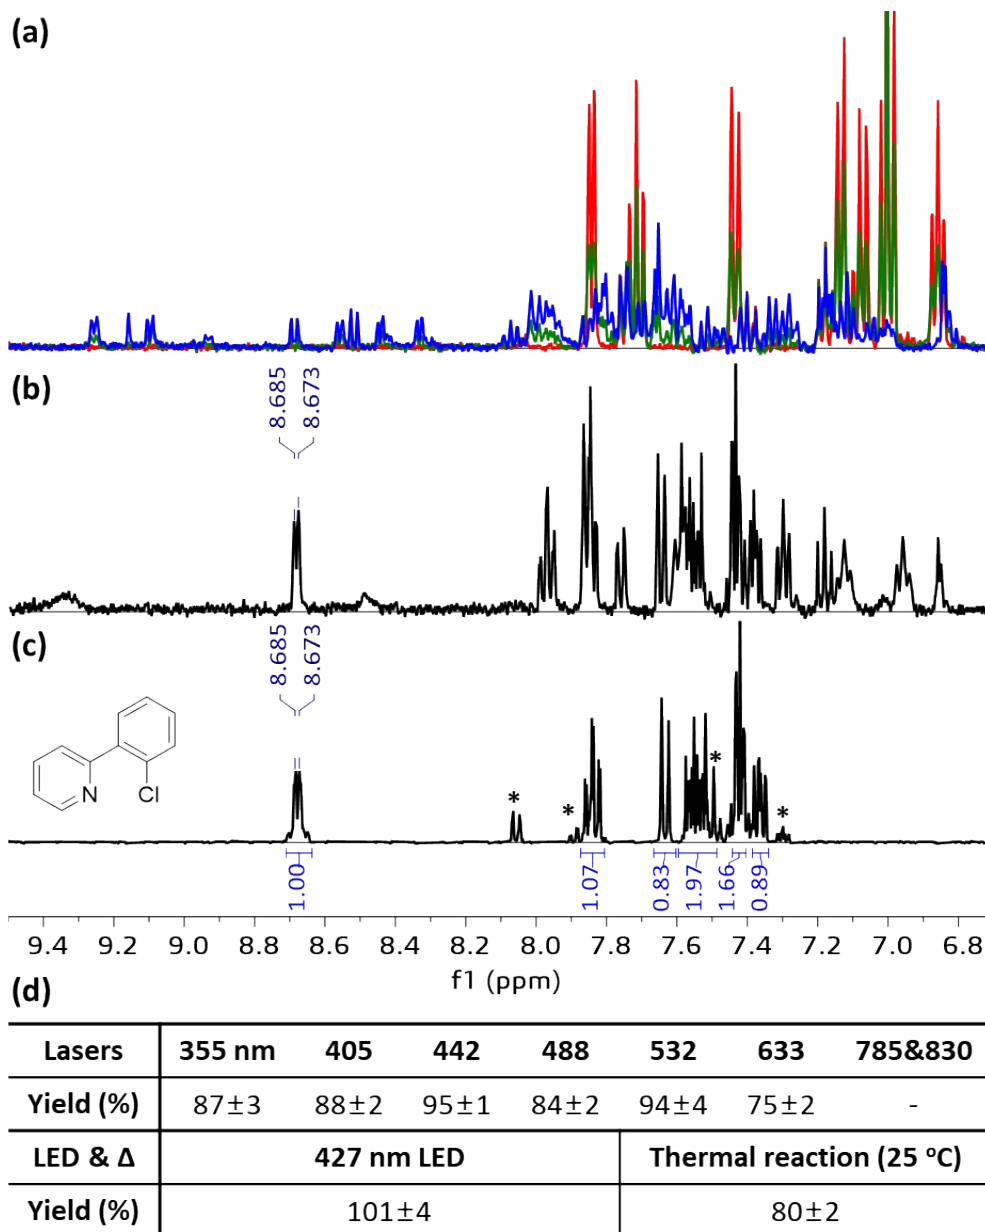 (a)
(b)
8.685
8.673
(c)
8.685
8.673
N
Cl
*
*
*
*
1.00
1.07
0.83
1.97
1.66
0.89
9.4 9.2 9.0 8.8 8.6 8.4 8.2 8.0 7.8 7.6 7.4 7.2 7.0 6.8
f1 (ppm)
(d)
Lasers 355 nm 405 442 488 532 633 785&830
Yield (%) 87±3 88±2 95±1 84±2 94±4 75±2 -
LED & Δ 427 nm LED Thermal reaction (25 °C)
Yield (%) 101±4 80±2